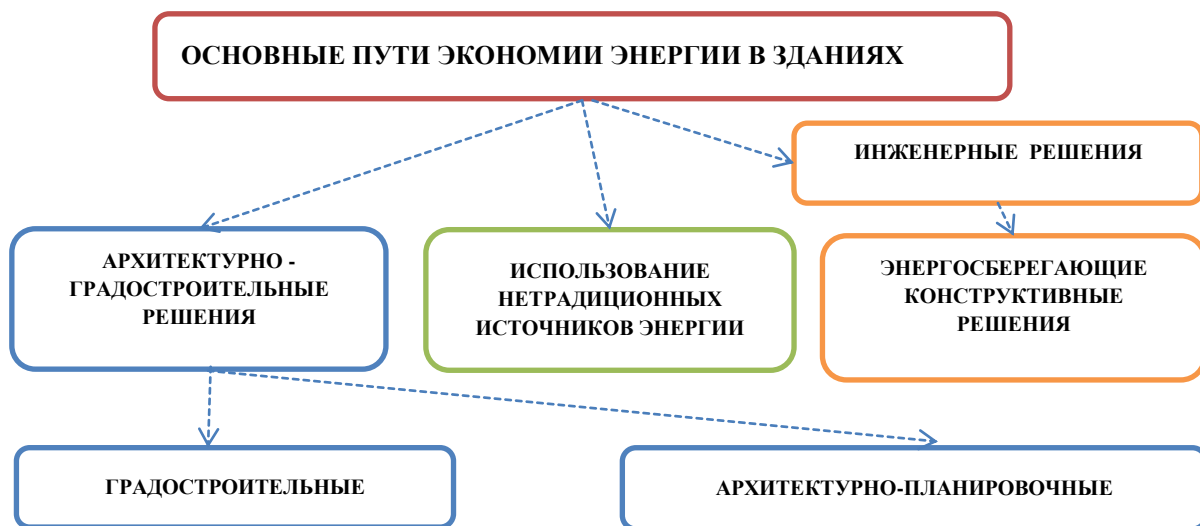 ОСНОВНЫЕ ПУТИ ЭКОНОМИИ ЭНЕРГИИ В ЗДАНИЯХ
ИНЖЕНЕРНЫЕ РЕШЕНИЯ
АРХИТЕКТУРНО -
ГРАДОСТРОИТЕЛЬНЫЕ
РЕШЕНИЯ
ИСПОЛЬЗОВАНИЕ
НЕТРАДИЦИОННЫХ
ИСТОЧНИКОВ ЭНЕРГИИ
ЭНЕРГОСБЕРЕГАЮЩИЕ
КОНСТРУКТИВНЫЕ
РЕШЕНИЯ
ГРАДОСТРОИТЕЛЬНЫЕ
АРХИТЕКТУРНО-ПЛАНИРОВОЧНЫЕ